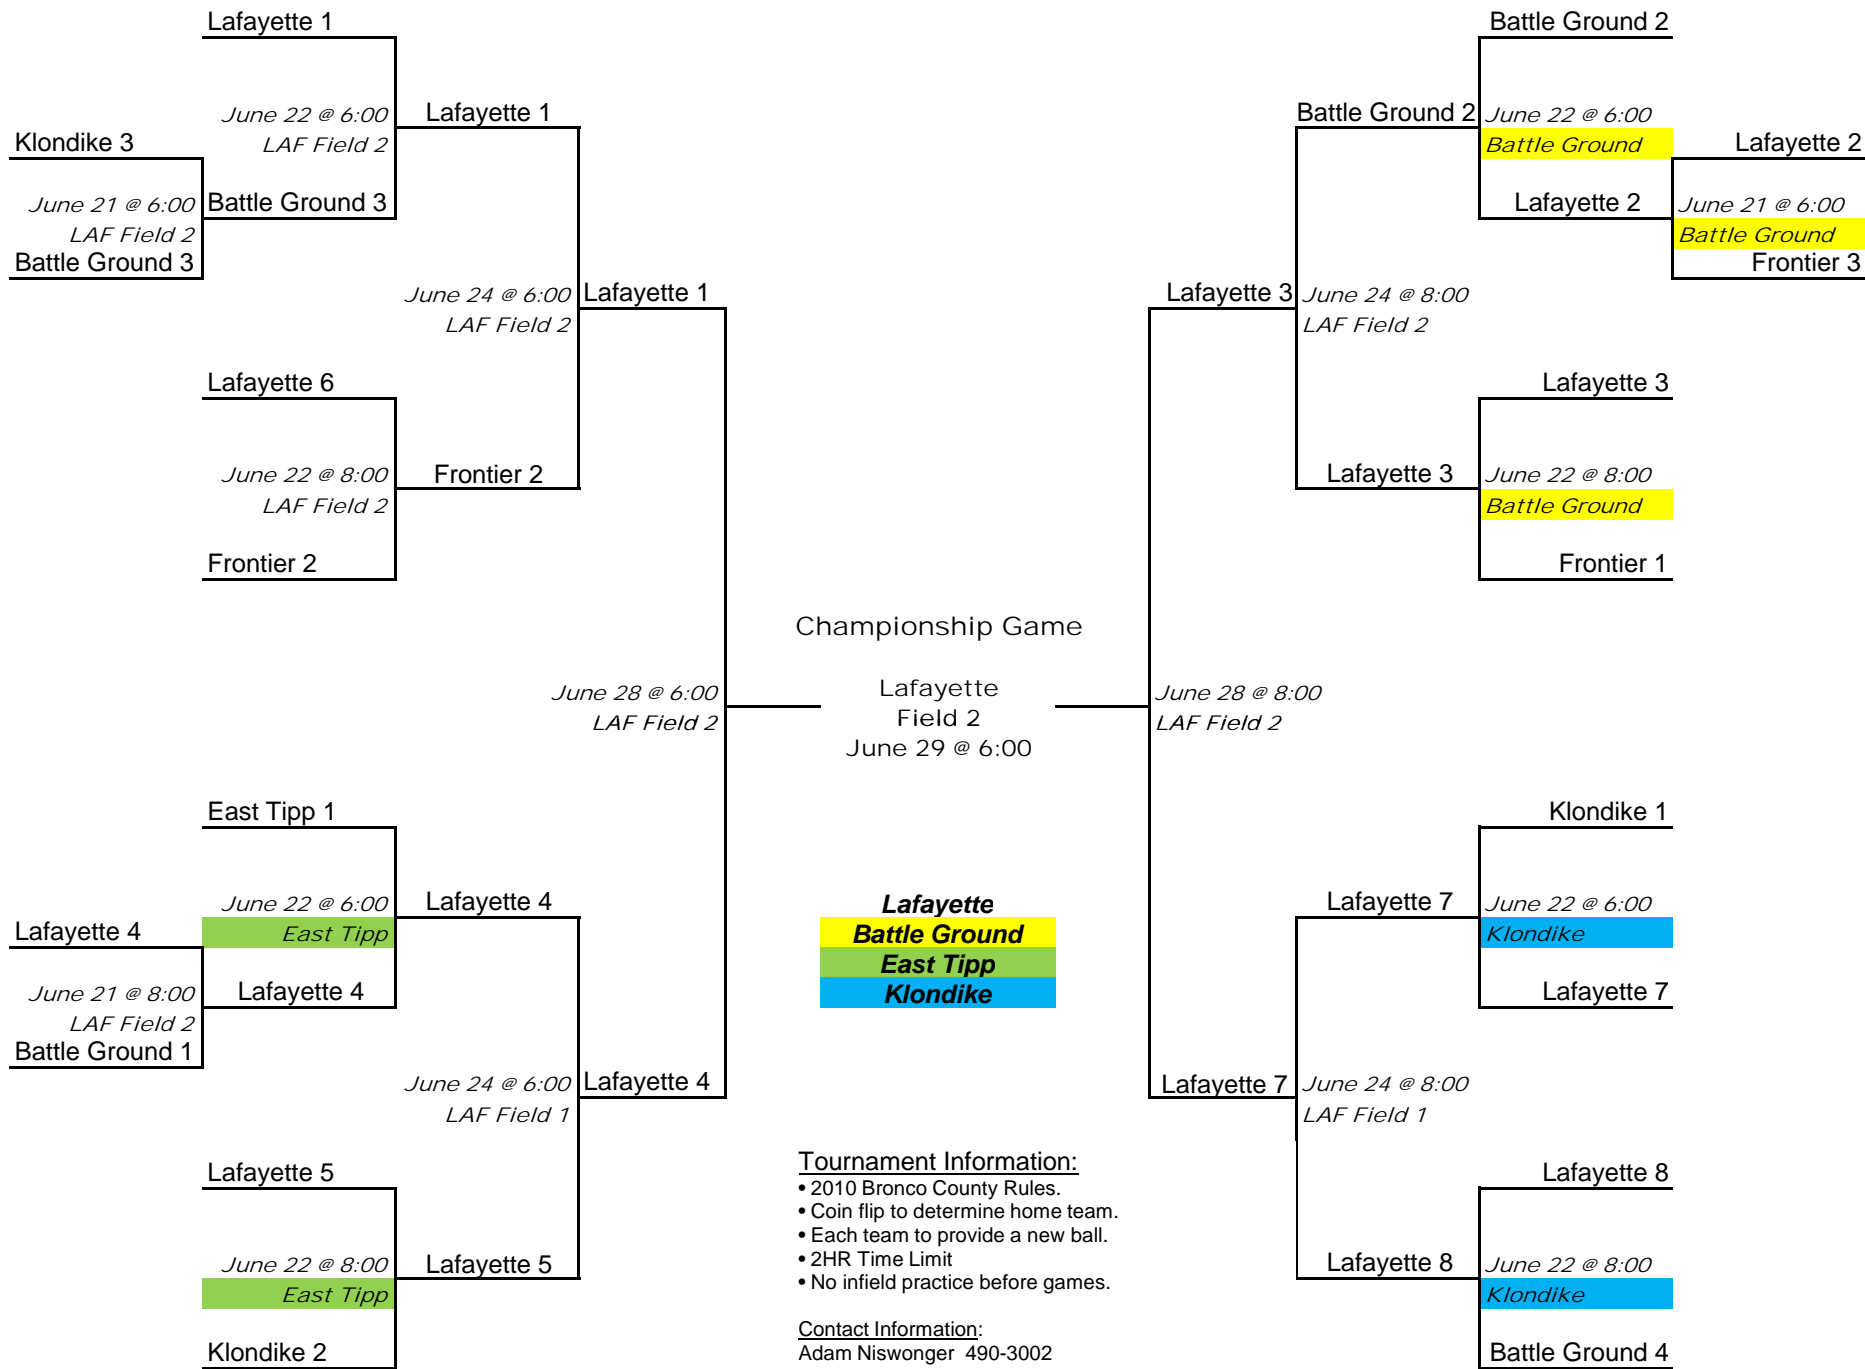 Lafayette 1
June 22 @ 6:00
LAF Field 2
Lafayette 1
Klondike 3
June 21 @ 6:00
LAF Field 2
Battle Ground 3
Battle Ground 3
June 24 @ 6:00
LAF Field 2
Lafayette 1
Lafayette 6
June 22 @ 8:00
LAF Field 2
Frontier 2
Frontier 2
June 28 @ 6:00
LAF Field 2
East Tipp 1
June 22 @ 6:00
East Tipp
Lafayette 4
Lafayette 4
June 21 @ 8:00
LAF Field 2
Lafayette 4
Battle Ground 1
June 24 @ 6:00
LAF Field 1
Lafayette 4
Lafayette 5
June 22 @ 8:00
East Tipp
Lafayette 5
Klondike 2
Championship Game
Lafayette
Field 2
June 29 @ 6:00
Lafayette
Battle Ground
East Tipp
Klondike
Tournament Information:
• 2010 Bronco County Rules.
• Coin flip to determine home team.
• Each team to provide a new ball.
• 2HR Time Limit
• No infield practice before games.
Contact Information:
Adam Niswonger 490-3002
Battle Ground 2
Battle Ground 2
June 22 @ 6:00
Battle Ground
Lafayette 2
Lafayette 2
June 21 @ 6:00
Battle Ground
Frontier 3
Lafayette 3
June 24 @ 8:00
LAF Field 2
Lafayette 3
Lafayette 3
June 22 @ 8:00
Battle Ground
Frontier 1
June 28 @ 8:00
LAF Field 2
Klondike 1
Lafayette 7
June 22 @ 6:00
Klondike
Lafayette 7
Lafayette 7
June 24 @ 8:00
LAF Field 1
Lafayette 8
Lafayette 8
June 22 @ 8:00
Klondike
Battle Ground 4